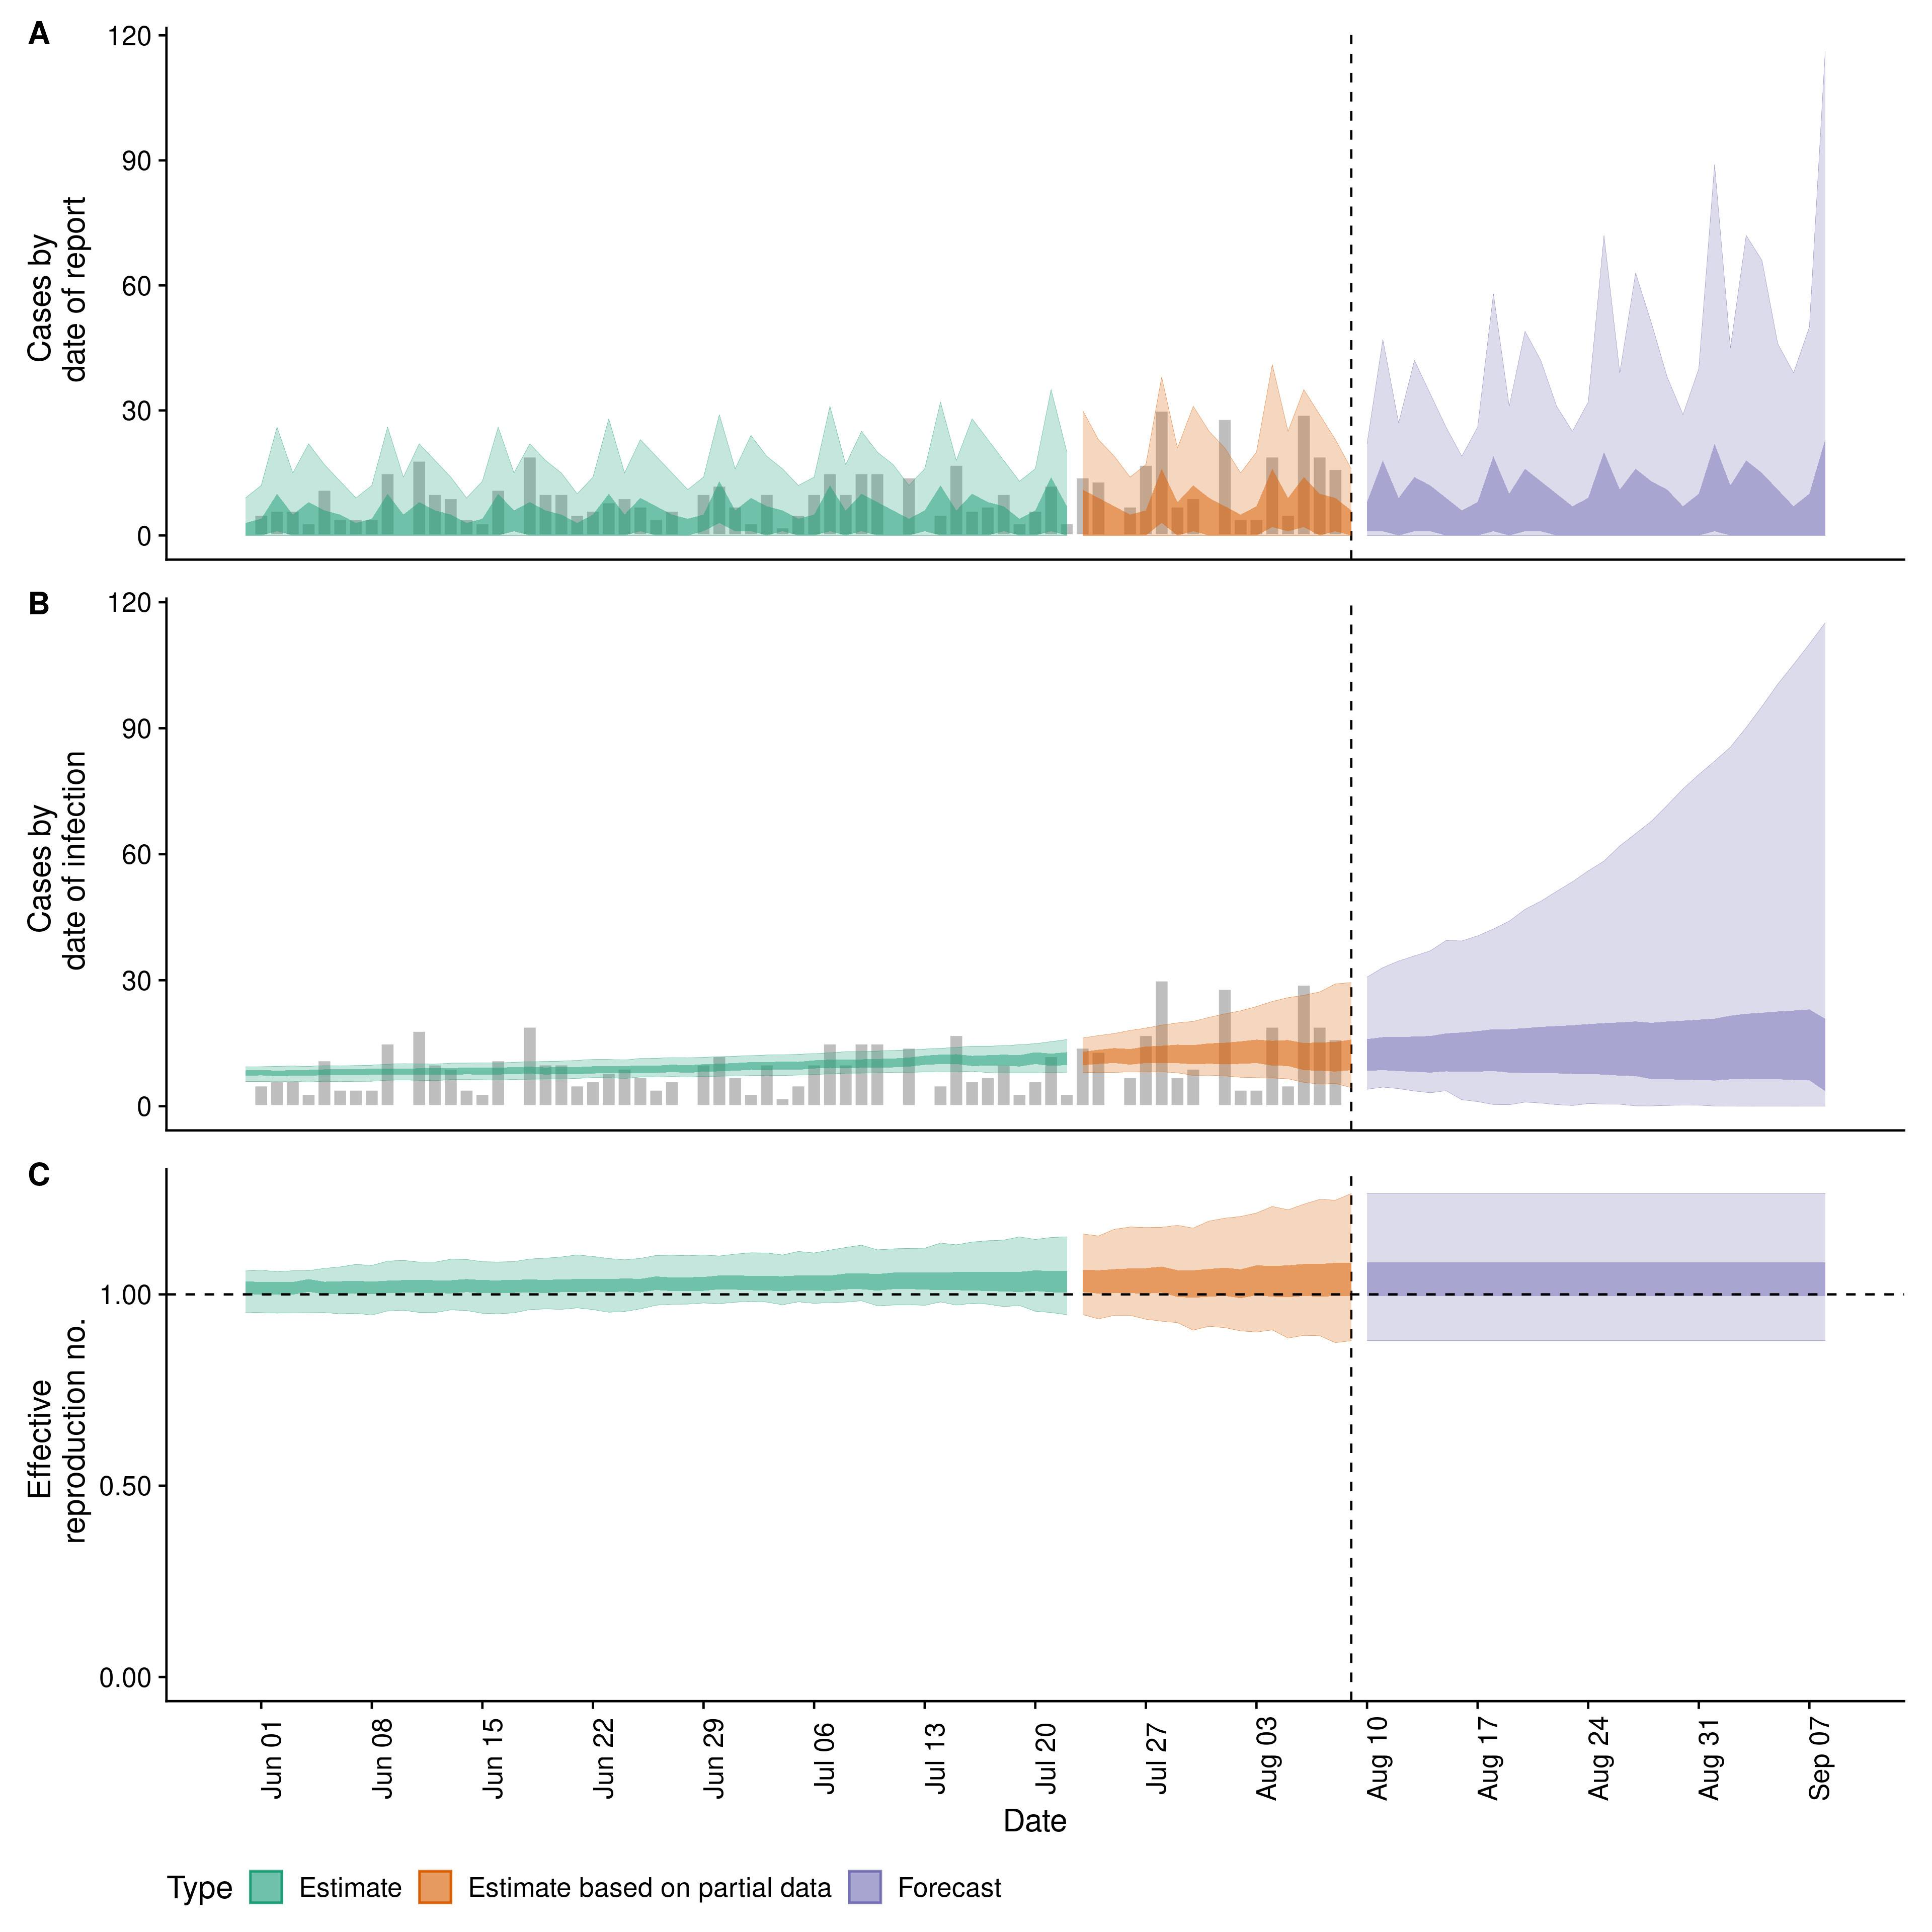 A
120
90
60
30
0
Cases by
date of report
B
120
90
60
30
0
Cases by
date of infection
C
1.00
0.50
0.00
Effective
reproduction no.
Jun 01
Jun 08
Jun 15
Jun 22
Jun 29
Jul 06
Jul 13
Jul 20
Jul 27
Aug 03
Aug 10
Aug 17
Aug 24
Aug 31
Sep 07
Date
Type Estimate Estimate based on partial data Forecast